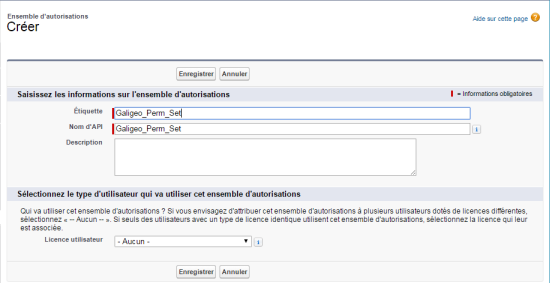 Ensemble d'autorisations
Créer
Aide sur cette page
Enregistrer Annuler
Saisissez les informations sur l'ensemble d'autorisations
= Informations obligatoires
Étiquette Galigeo_Perm_Set
Nom d'API Galigeo_Perm_Set
Description
Sélectionnez le type d'utilisateur qui va utiliser cet ensemble d'autorisations
Qui va utiliser cet ensemble d'autorisations ? Si vous envisagez d'attribuer cet ensemble d'autorisations à plusieurs utilisateurs dotés de licences différentes,
sélectionnez « -- Aucun -- ». Si seuls des utilisateurs avec un type de licence identique utilisent cet ensemble d'autorisations, sélectionnez la licence qui leur
est associée.
Licence utilisateur - Aucun -
Enregistrer Annuler